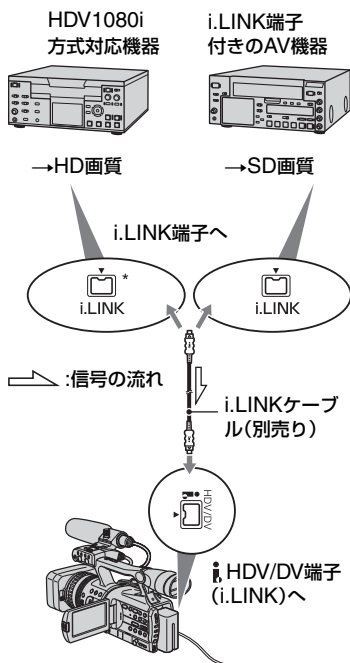 HDV1080i
方式対応機器
i.LINK端子
付きのAV機器
→HD画質
→SD画質
i.LINK端子へ
*
i.LINK
i.LINK
:信号の流れ
i.LINKケーブ
ル(別売り)
HDV/DV
HDV/DV端子
(i.LINK)へ